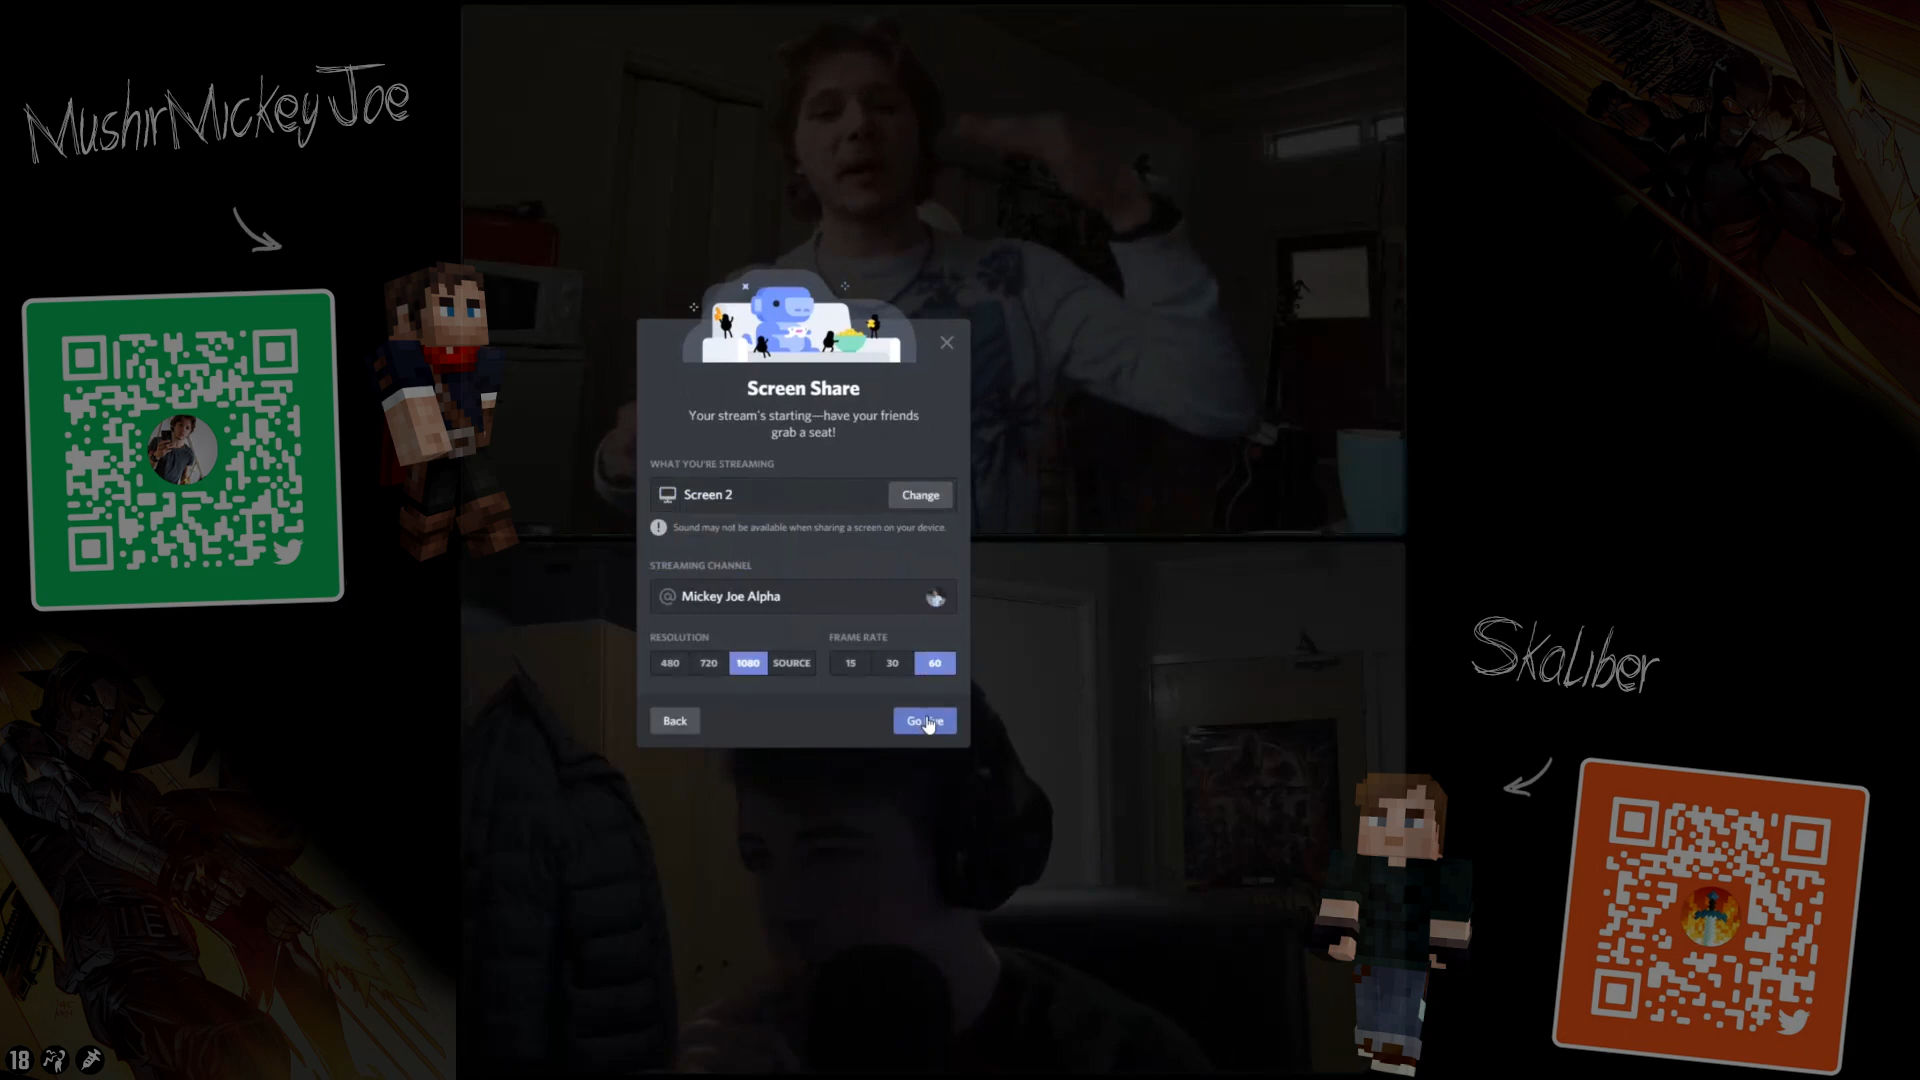 MushrMickeyJoe
Screen Share
Your stream's starting—have your friends
grab a seat!
WHAT YOU'RE STREAMING
Screen 2
Change
Sound may not be available when sharing a screen on your device.
STREAMING CHANNEL
Mickey Joe Alpha
RESOLUTION
FRAME RATE
480 720 1080 SOURCE
15 30 60
Back
Go Live
Skaliber
18